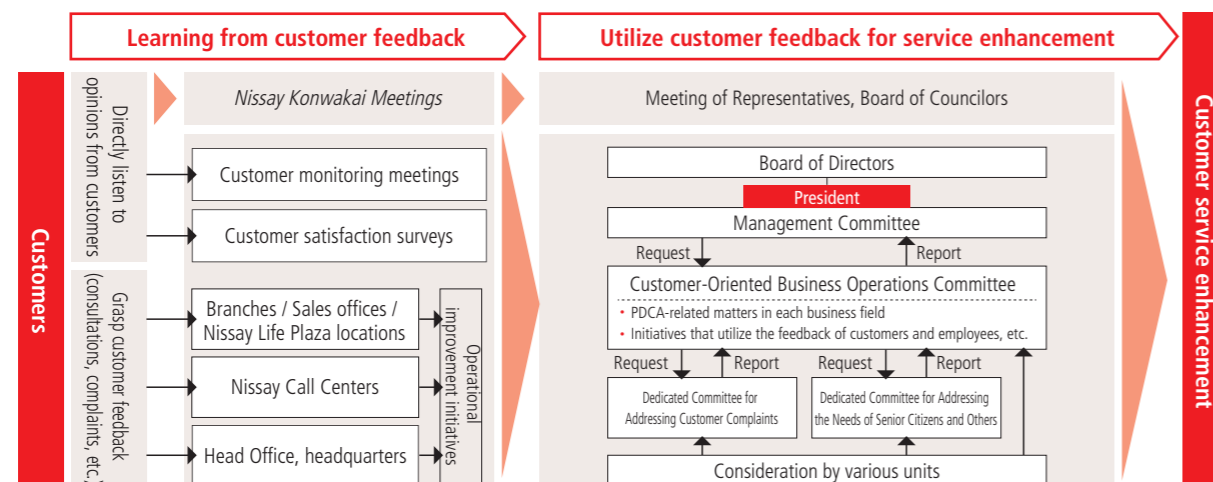 Learning from customer feedback
Utilize customer feedback for service enhancement
Customers
Directly listen to
opinions from customers
Grasp customer feedback
(consultations, complaints, etc.)
Nissay Konwakai Meetings
Customer monitoring meetings
Customer satisfaction surveys
Branches / Sales offices /
Nissay Life Plaza locations
Nissay Call Centers
Head Office, headquarters
Operational
improvement initiatives
Meeting of Representatives, Board of Councilors
Board of Directors
President
Management Committee
Request
Report
Customer-Oriented Business Operations Committee
• PDCA-related matters in each business field
• Initiatives that utilize the feedback of customers and employees, etc.
Request
Report
Request
Report
Dedicated Committee for
Addressing Customer Complaints
Dedicated Committee for Addressing
the Needs of Senior Citizens and Others
Consideration by various units
Customer service enhancement